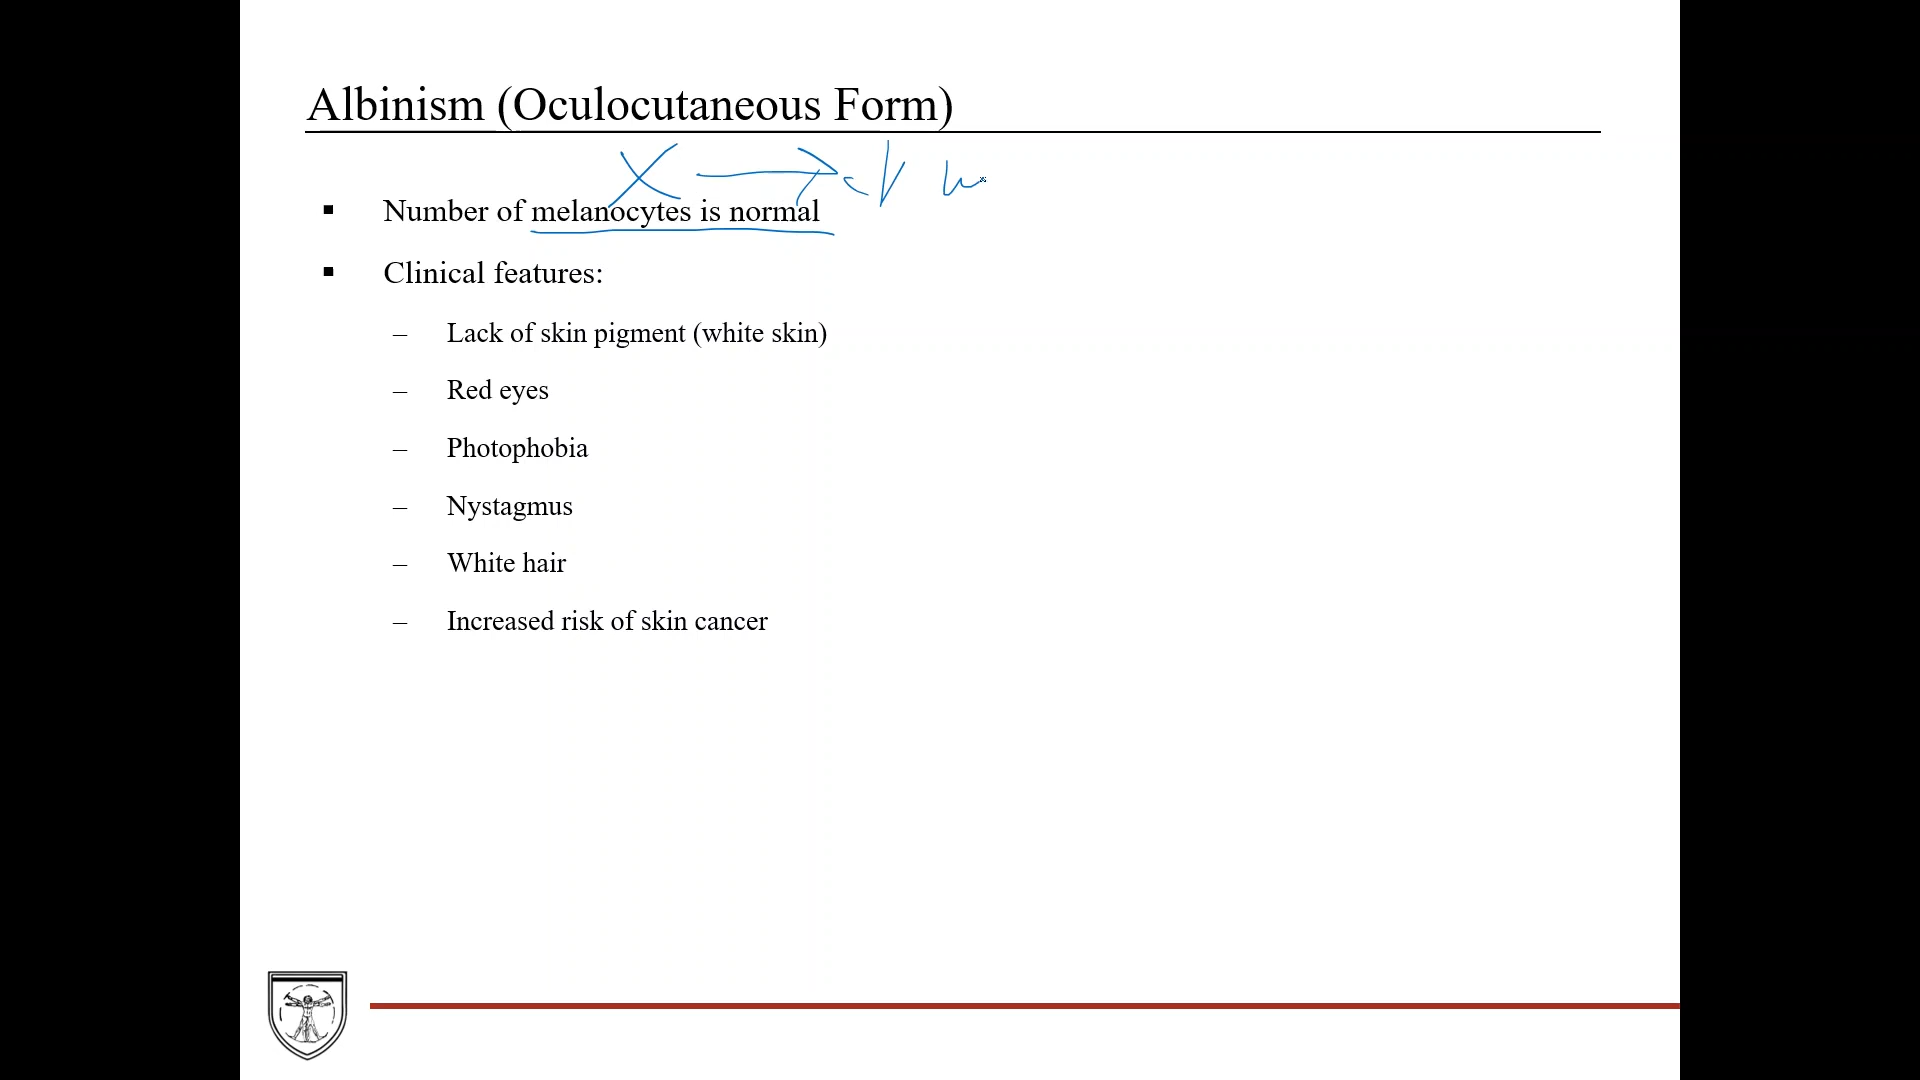 Albinism (Oculocutaneous Form)
▪ Number of melanocytes is normal
▪ Clinical features:
– Lack of skin pigment (white skin)
– Red eyes
– Photophobia
– Nystagmus
– White hair
– Increased risk of skin cancer